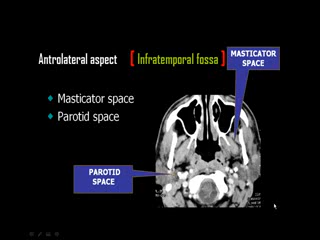 Antrolateral aspect [ Infratemporal fossa ]
MASTICATOR
SPACE
Masticator space
Parotid space
PAROTID
SPACE